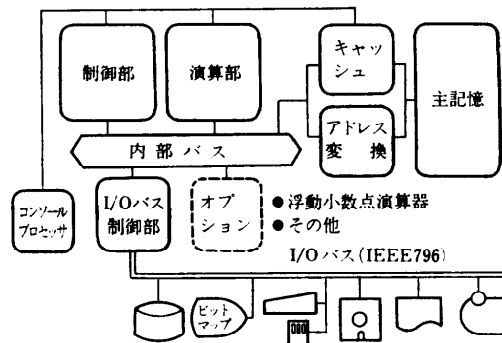 制御部
演算部
キャッ
シュ
主記憶
アドレス
変換
内部バス
コンソール
プロセッサ
I/Oバス
制御部
オプ
ション
●浮動小数点演算器
●その他
I/Oバス(IEEE796)
ビット
マップ